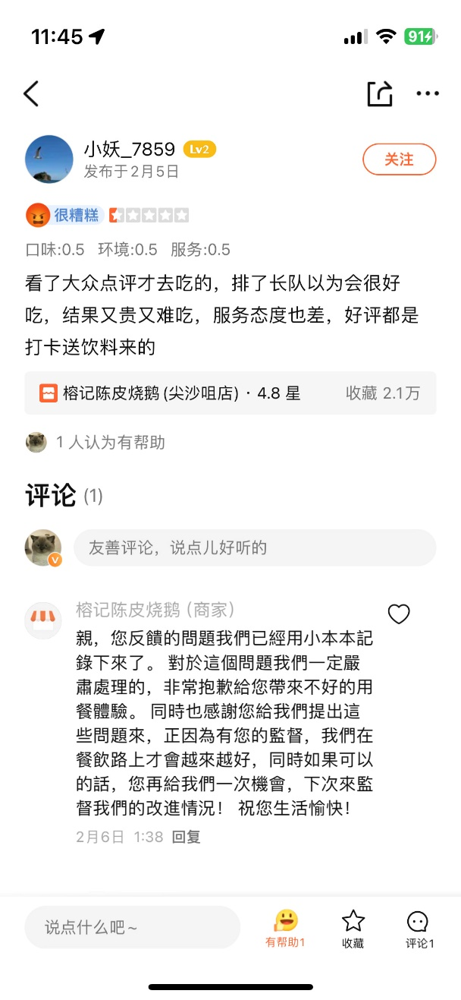 11:45
91
小妖_7859 Lv2
发布于2月5日
关注
很糟糕
口味:0.5 环境:0.5 服务:0.5
看了大众点评才去吃的，排了长队以为会很好
吃，结果又贵又难吃，服务态度也差，好评都是
打卡送饮料来的
榕记陈皮烧鹅 (尖沙咀店) · 4.8 星 收藏 2.1万
1 人认为有帮助
评论 (1)
V
友善评论，说点儿好听的
榕记陈皮烧鹅（商家）
親，您反饋的問題我們已經用小本本記
錄下來了。 對於這個問題我們一定嚴
肅處理的，非常抱歉給您帶來不好的用
餐體驗。 同時也感謝您給我們提出這
些問題來，正因為有您的監督，我們在
餐飲路上才會越來越好，同時如果可以
的話，您再給我們一次機會，下次來監
督我們的改進情況！ 祝您生活愉快！
2月6日 1:38 回复
说点什么吧~
有帮助1
收藏
评论1